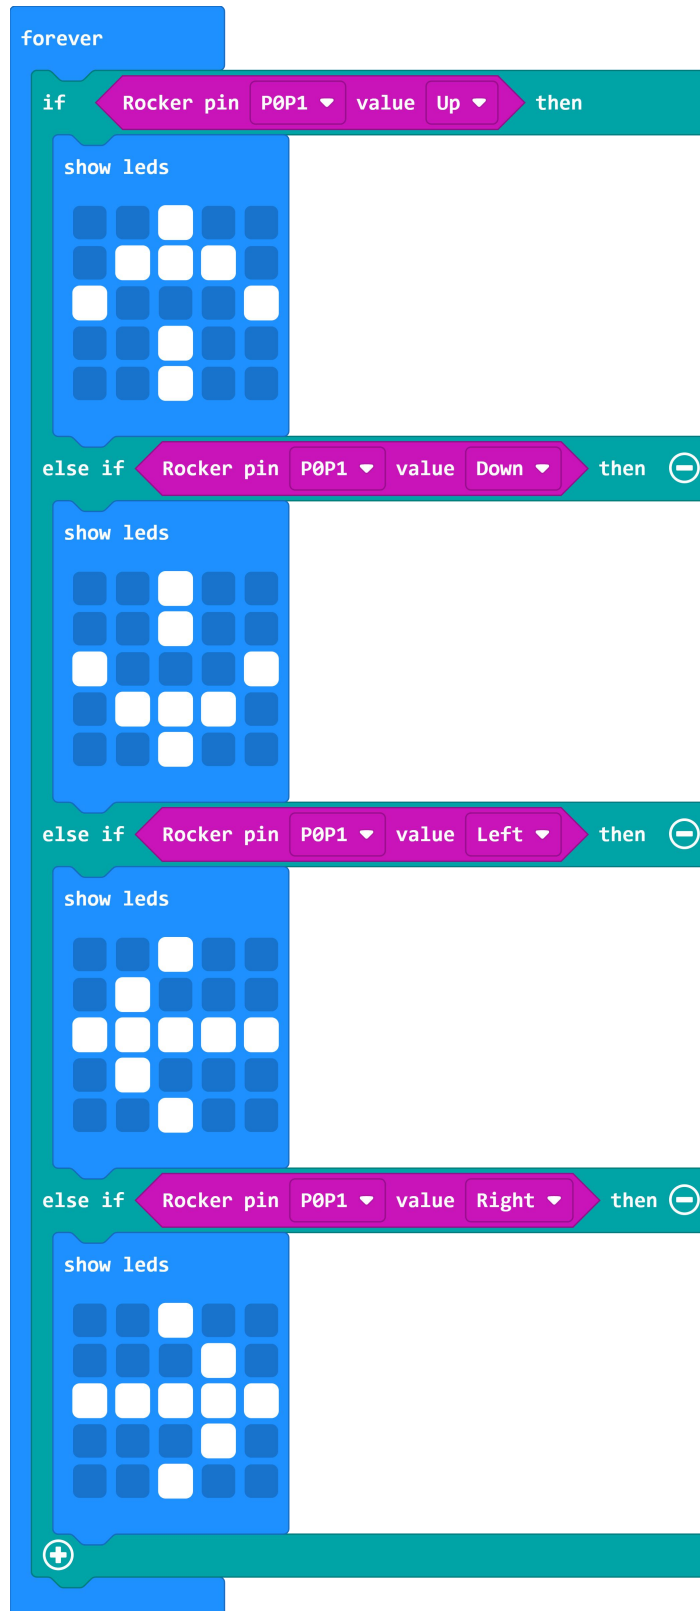 forever
if Rocker pin P0P1 value Up then
show leds
else if Rocker pin P0P1 value Down then
show leds
else if Rocker pin P0P1 value Left then
show leds
else if Rocker pin P0P1 value Right then
show leds